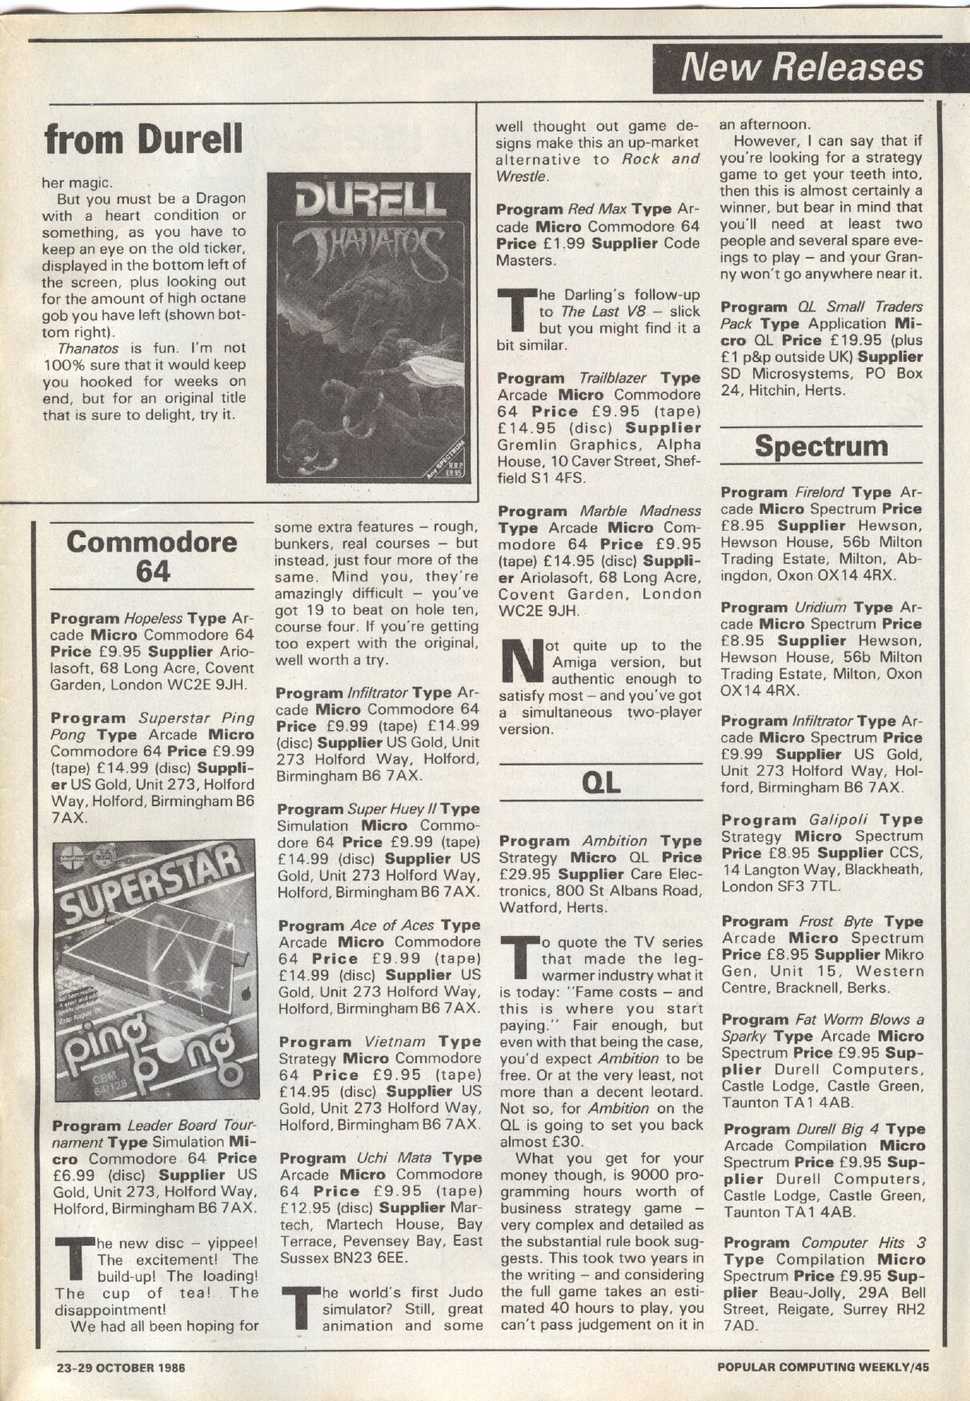 New Releases
from Durell
her magic.
But you must be a Dragon
with a heart condition or
something, as you have to
keep an eye on the old ticker,
displayed in the bottom left of
the screen, plus looking out
for the amount of high octane
gob you have left (shown bot-
tom right).
Thanatos is fun. I'm not
100% sure that it would keep
you hooked for weeks on
end, but for an original title
that is sure to delight, try it.
DURELL
THANATOS
48K SPECTRUM
R.R.P.
£9.95
Commodore
64
Program Hopeless Type Ar-
cade Micro Commodore 64
Price £9.95 Supplier Ario-
lasoft, 68 Long Acre, Covent
Garden, London WC2E 9JH.
Program Superstar Ping
Pong Type Arcade Micro
Commodore 64 Price £9.99
(tape) £14.99 (disc) Suppli-
er US Gold, Unit 273, Holford
Way, Holford, Birmingham B6
7AX.
SUPERSTAR
ping
pong
CBM
64/128
Program Leader Board Tour-
nament Type Simulation Mi-
cro Commodore 64 Price
£6.99 (disc) Supplier US
Gold, Unit 273, Holford Way,
Holford, Birmingham B6 7AX.
The new disc – yippee!
The excitement! The
build-up! The loading!
The cup of tea! The
disappointment!
We had all been hoping for
some extra features – rough,
bunkers, real courses – but
instead, just four more of the
same. Mind you, they're
amazingly difficult – you've
got 19 to beat on hole ten,
course four. If you're getting
too expert with the original,
well worth a try.
Program Infiltrator Type Ar-
cade Micro Commodore 64
Price £9.99 (tape) £14.99
(disc) Supplier US Gold, Unit
273 Holford Way, Holford,
Birmingham B6 7AX.
Program Super Huey II Type
Simulation Micro Commo-
dore 64 Price £9.99 (tape)
£14.99 (disc) Supplier US
Gold, Unit 273 Holford Way,
Holford, Birmingham B6 7AX.
Program Ace of Aces Type
Arcade Micro Commodore
64 Price £9.99 (tape)
£14.99 (disc) Supplier US
Gold, Unit 273 Holford Way,
Holford, Birmingham B6 7AX.
Program Vietnam Type
Strategy Micro Commodore
64 Price £9.95 (tape)
£14.95 (disc) Supplier US
Gold, Unit 273 Holford Way,
Holford, Birmingham B6 7AX.
Program Uchi Mata Type
Arcade Micro Commodore
64 Price £9.95 (tape)
£12.95 (disc) Supplier Mar-
tech, Martech House, Bay
Terrace, Pevensey Bay, East
Sussex BN23 6EE.
The world's first Judo
simulator? Still, great
animation and some
well thought out game de-
signs make this an up-market
alternative to Rock and
Wrestle.
Program Red Max Type Ar-
cade Micro Commodore 64
Price £1.99 Supplier Code
Masters.
The Darling's follow-up
to The Last V8 – slick
but you might find it a
bit similar.
Program Trailblazer Type
Arcade Micro Commodore
64 Price £9.95 (tape)
£14.95 (disc) Supplier
Gremlin Graphics, Alpha
House, 10 Caver Street, Shef-
field S1 4FS.
Program Marble Madness
Type Arcade Micro Com-
modore 64 Price £9.95
(tape) £14.95 (disc) Suppli-
er Ariolasoft, 68 Long Acre,
Covent Garden, London
WC2E 9JH.
Not quite up to the
Amiga version, but
authentic enough to
satisfy most – and you've got
a simultaneous two-player
version.
QL
Program Ambition Type
Strategy Micro QL Price
£29.95 Supplier Care Elec-
tronics, 800 St Albans Road,
Watford, Herts.
To quote the TV series
that made the leg-
warmer industry what it
is today: "Fame costs – and
this is where you start
paying." Fair enough, but
even with that being the case,
you'd expect Ambition to be
free. Or at the very least, not
more than a decent leotard.
Not so, for Ambition on the
QL is going to set you back
almost £30.
What you get for your
money though, is 9000 pro-
gramming hours worth of
business strategy game –
very complex and detailed as
the substantial rule book sug-
gests. This took two years in
the writing – and considering
the full game takes an esti-
mated 40 hours to play, you
can't pass judgement on it in
an afternoon.
However, I can say that if
you're looking for a strategy
game to get your teeth into,
then this is almost certainly a
winner, but bear in mind that
you'll need at least two
people and several spare eve-
ings to play – and your Gran-
ny won't go anywhere near it.
Program QL Small Traders
Pack Type Application Mi-
cro QL Price £19.95 (plus
£1 p&p outside UK) Supplier
SD Microsystems, PO Box
24, Hitchin, Herts.
Spectrum
Program Firelord Type Ar-
cade Micro Spectrum Price
£8.95 Supplier Hewson,
Hewson House, 56b Milton
Trading Estate, Milton, Ab-
ingdon, Oxon OX14 4RX.
Program Uridium Type Ar-
cade Micro Spectrum Price
£8.95 Supplier Hewson,
Hewson House, 56b Milton
Trading Estate, Milton, Oxon
OX14 4RX.
Program Infiltrator Type Ar-
cade Micro Spectrum Price
£9.99 Supplier US Gold,
Unit 273 Holford Way, Hol-
ford, Birmingham B6 7AX.
Program Galipoli Type
Strategy Micro Spectrum
Price £8.95 Supplier CCS,
14 Langton Way, Blackheath,
London SF3 7TL.
Program Frost Byte Type
Arcade Micro Spectrum
Price £8.95 Supplier Mikro
Gen, Unit 15, Western
Centre, Bracknell, Berks.
Program Fat Worm Blows a
Sparky Type Arcade Micro
Spectrum Price £9.95 Sup-
plier Durell Computers,
Castle Lodge, Castle Green,
Taunton TA1 4AB.
Program Durell Big 4 Type
Arcade Compilation Micro
Spectrum Price £9.95 Sup-
plier Durell Computers,
Castle Lodge, Castle Green,
Taunton TA1 4AB.
Program Computer Hits 3
Type Compilation Micro
Spectrum Price £9.95 Sup-
plier Beau-Jolly, 29A Bell
Street, Reigate, Surrey RH2
7AD.
23-29 OCTOBER 1986
POPULAR COMPUTING WEEKLY/45